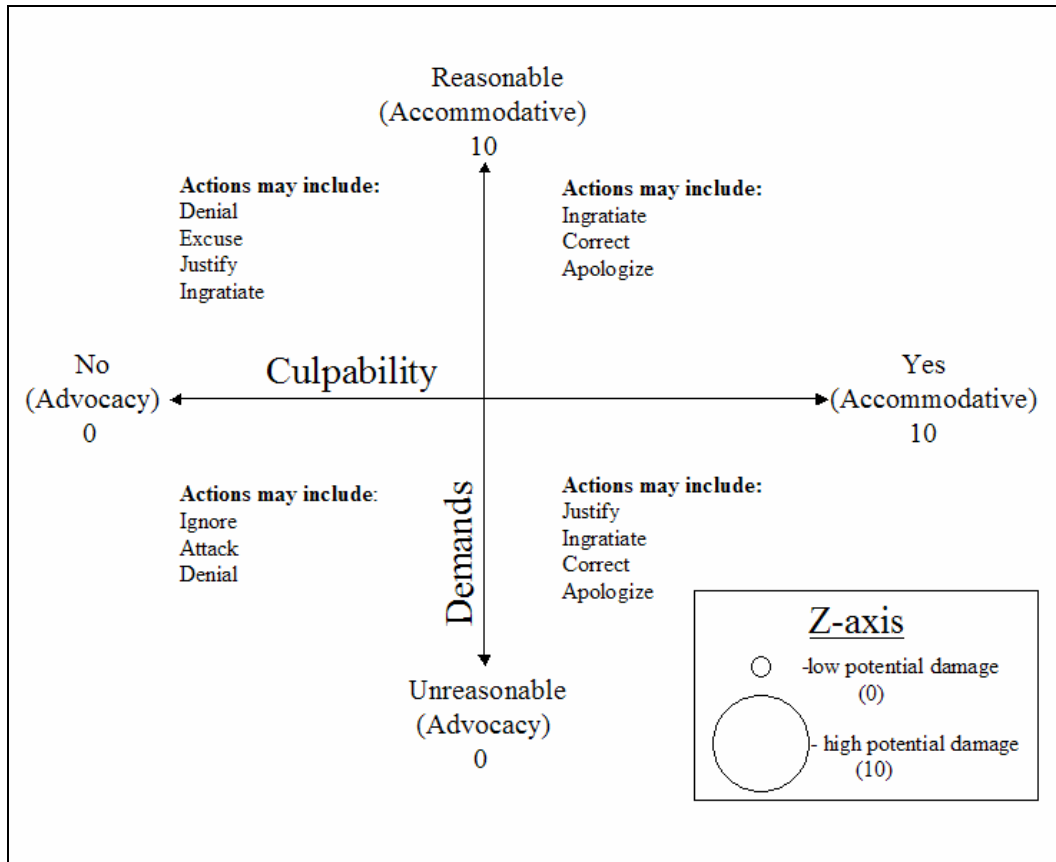 Reasonable
(Accommodative)
10
Actions may include:
Denial
Excuse
Justify
Ingratiate
Actions may include:
Ingratiate
Correct
Apologize
No
(Advocacy)
0
Culpability
Yes
(Accommodative)
10
Actions may include:
Ignore
Attack
Denial
Demands
Actions may include:
Justify
Ingratiate
Correct
Apologize
Unreasonable
(Advocacy)
0
Z-axis
-low potential damage
(0)
- high potential damage
(10)